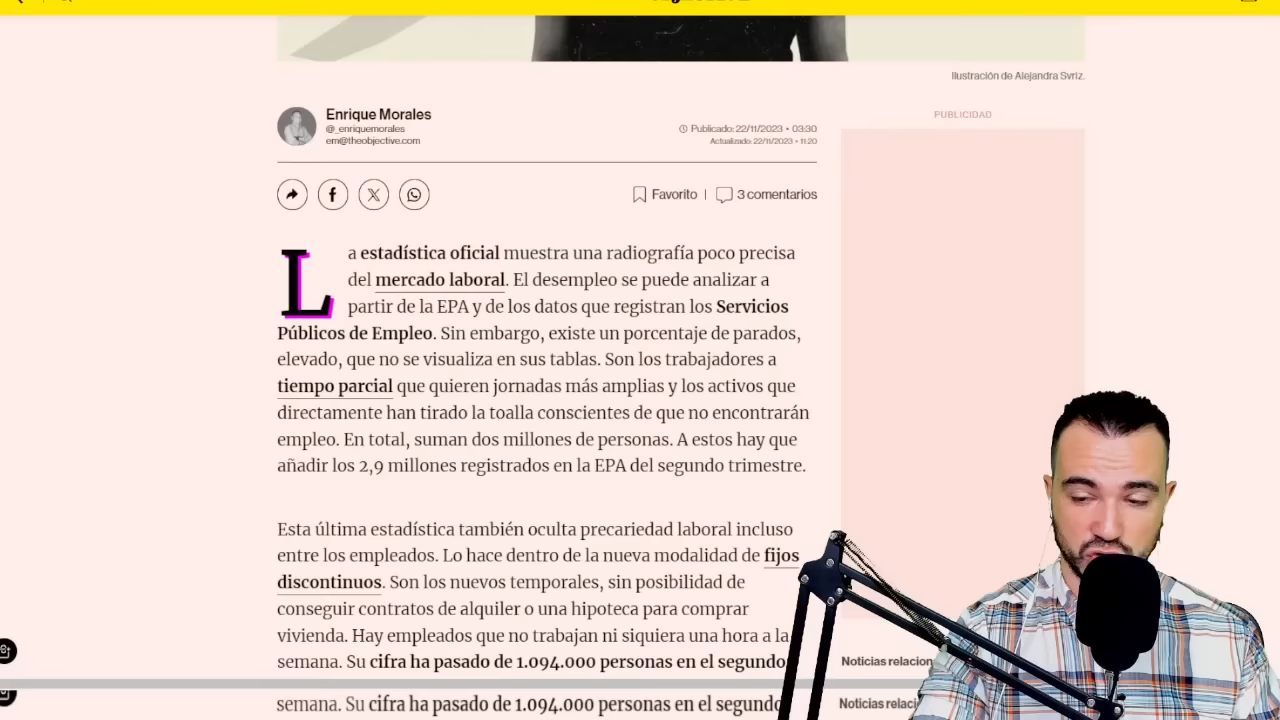 Ilustración de Alejandra Svriz.
Enrique Morales
@_enriquemorales
em@theobjective.com
Publicado: 22/11/2023 • 03:30
Actualizado: 22/11/2023 • 11:20
PUBLICIDAD
Favorito | 3 comentarios
La estadística oficial muestra una radiografía poco precisa
del mercado laboral. El desempleo se puede analizar a
partir de la EPA y de los datos que registran los Servicios
Públicos de Empleo. Sin embargo, existe un porcentaje de parados,
elevado, que no se visualiza en sus tablas. Son los trabajadores a
tiempo parcial que quieren jornadas más amplias y los activos que
directamente han tirado la toalla conscientes de que no encontrarán
empleo. En total, suman dos millones de personas. A estos hay que
añadir los 2,9 millones registrados en la EPA del segundo trimestre.
Esta última estadística también oculta precariedad laboral incluso
entre los empleados. Lo hace dentro de la nueva modalidad de fijos
discontinuos. Son los nuevos temporales, sin posibilidad de
conseguir contratos de alquiler o una hipoteca para comprar
vivienda. Hay empleados que no trabajan ni siquiera una hora a la
semana. Su cifra ha pasado de 1.094.000 personas en el segundo
Noticias relacion
semana. Su cifra ha pasado de 1.094.000 personas en el segundo
Noticias relaci